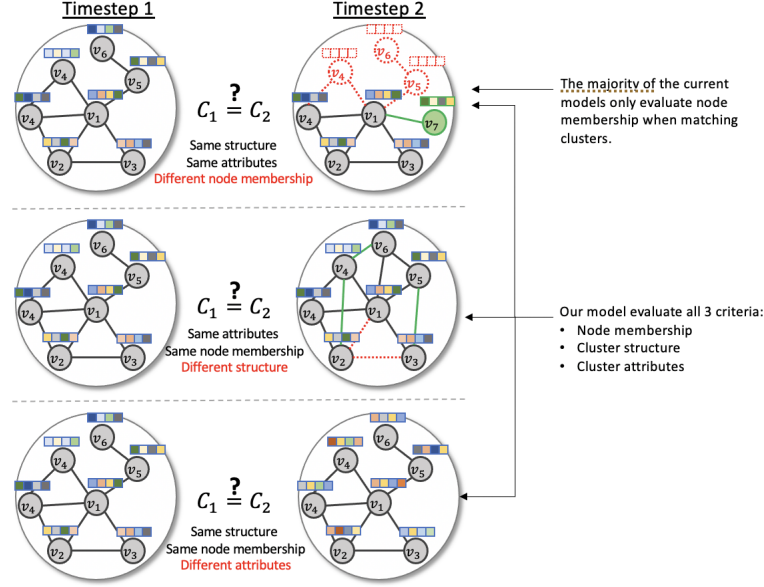 Timestep 1
Timestep 2
v6
v4
v5
v4
v1
v2
v3
?
C1 = C2
Same structure
Same attributes
Different node membership
v6
v4
v5
v4
v1
v7
v2
v3
The majority of the current
models only evaluate node
membership when matching
clusters.
v6
v4
v5
v4
v1
v2
v3
?
C1 = C2
Same attributes
Same node membership
Different structure
v6
v4
v5
v4
v1
v2
v3
Our model evaluate all 3 criteria:
• Node membership
• Cluster structure
• Cluster attributes
v6
v4
v5
v4
v1
v2
v3
?
C1 = C2
Same structure
Same node membership
Different attributes
v6
v4
v5
v4
v1
v2
v3